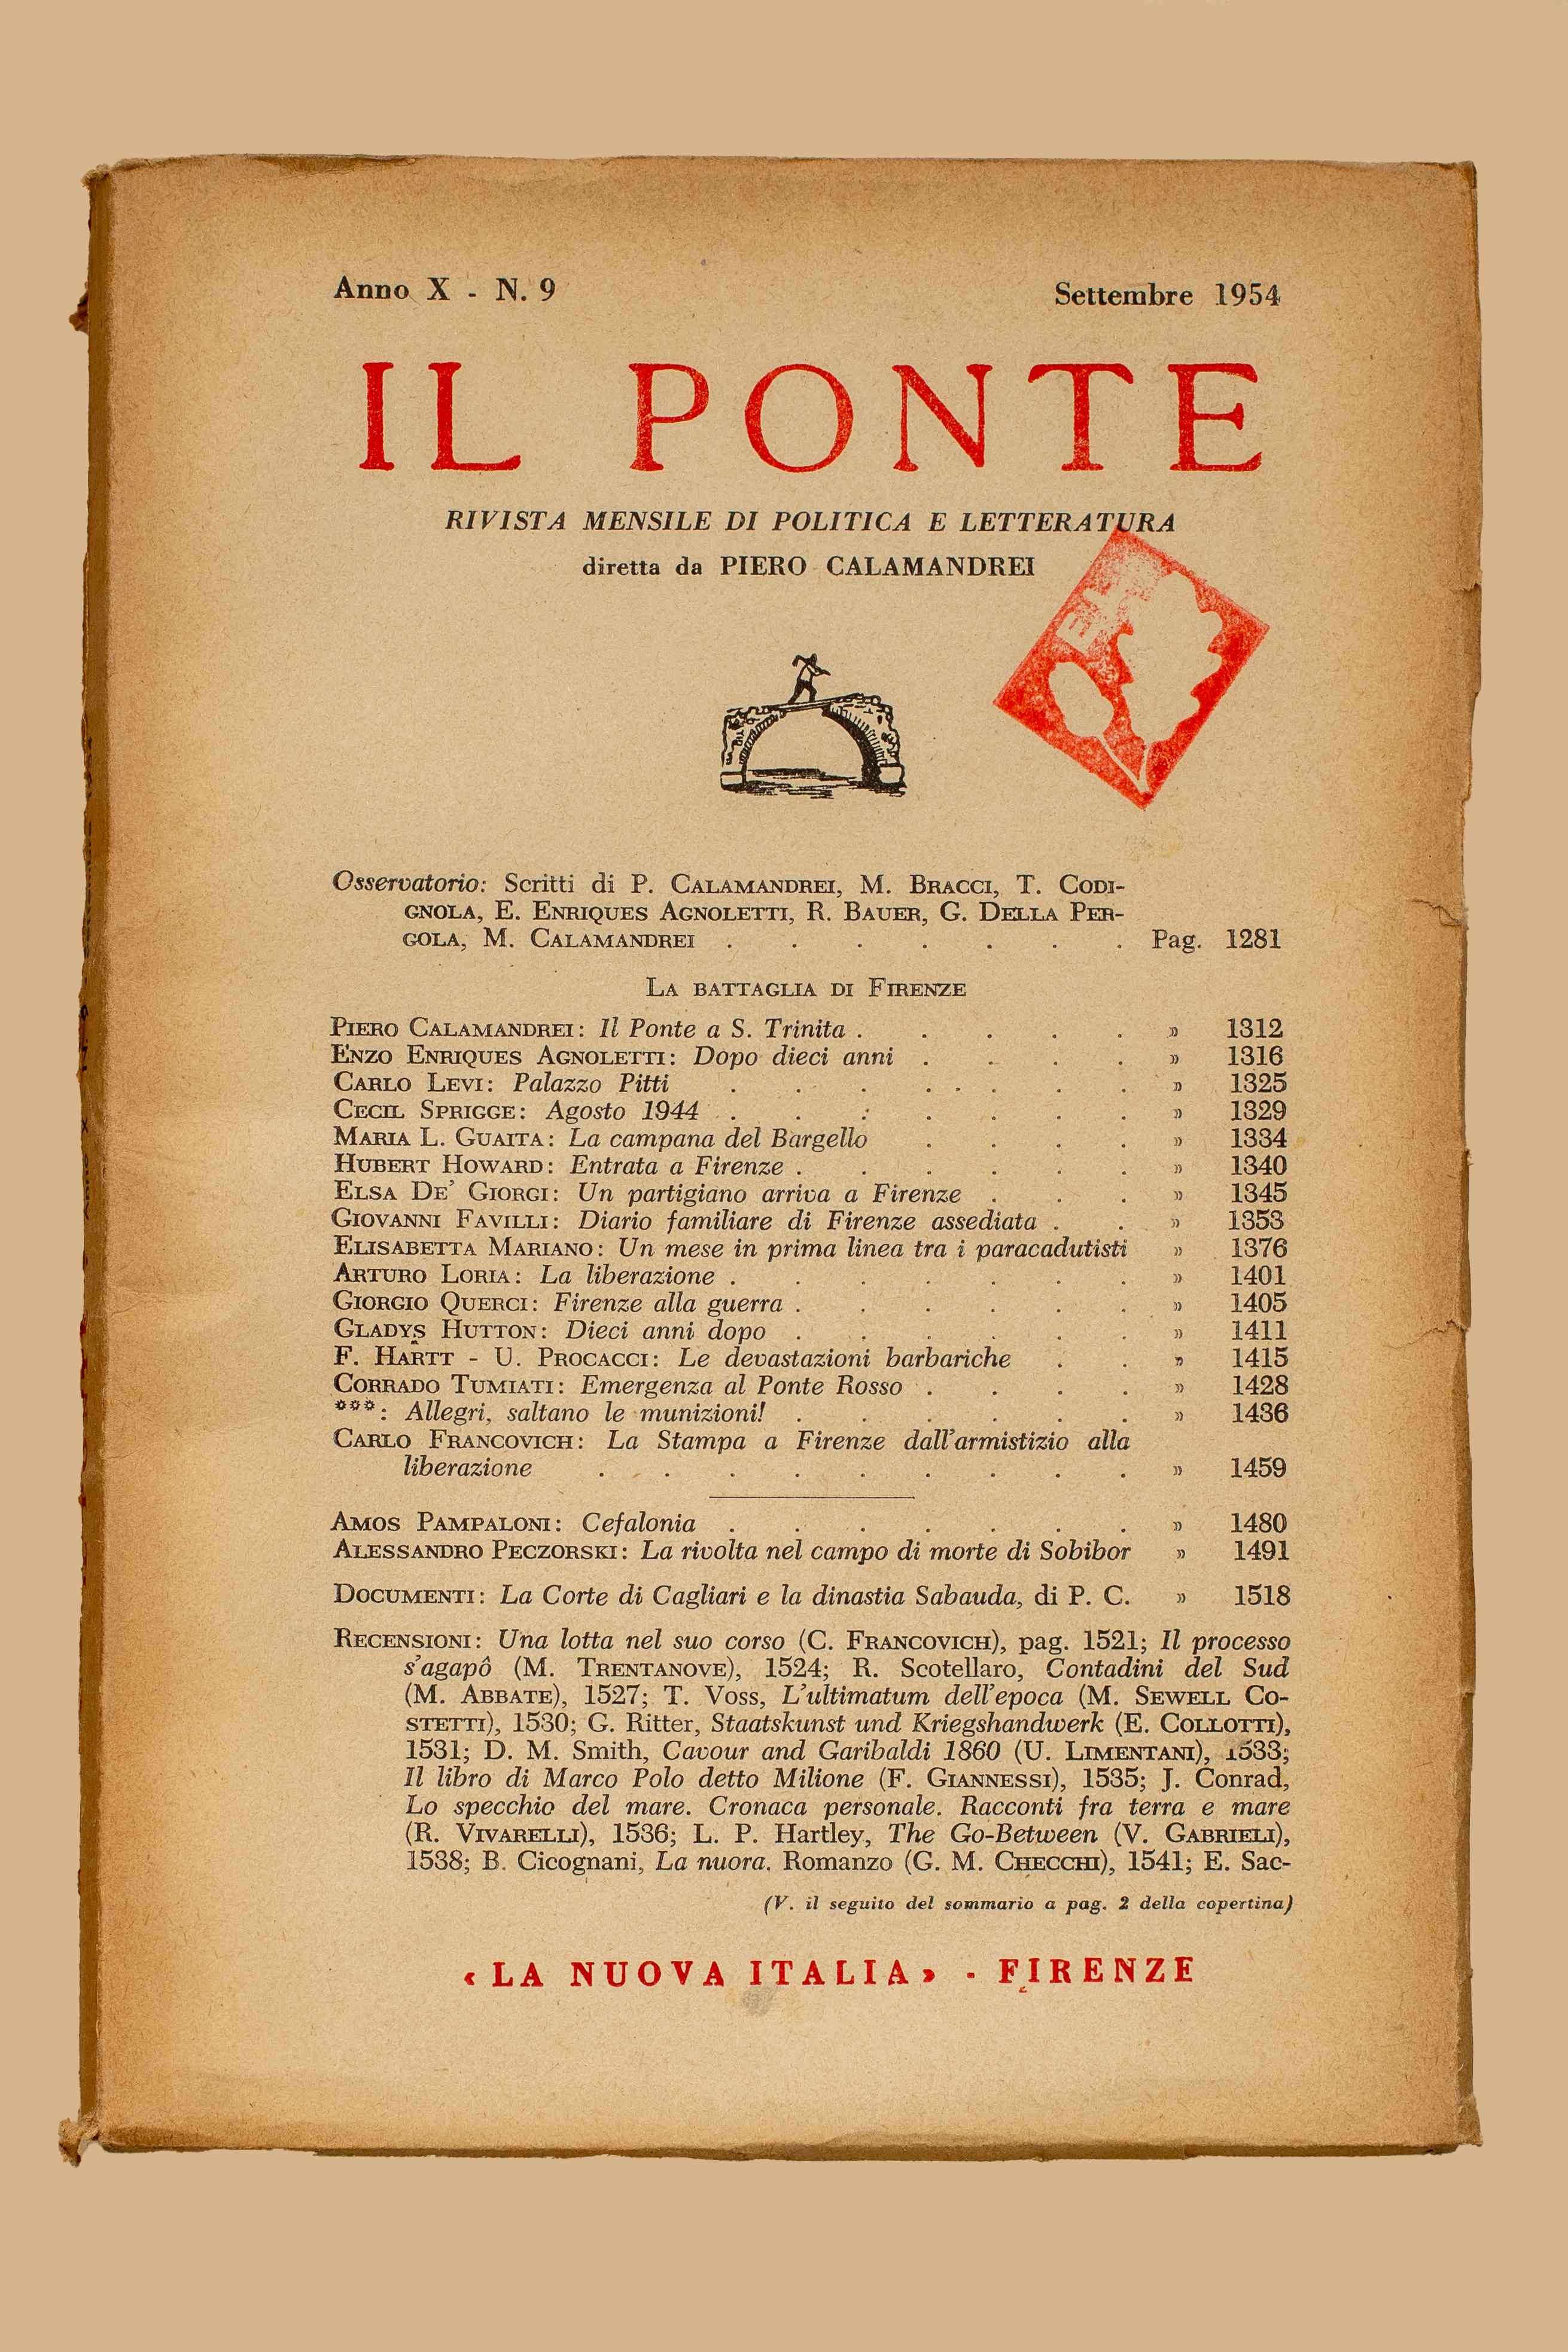 Anno X - N. 9
Settembre 1954
IL PONTE
RIVISTA MENSILE DI POLITICA E LETTERATURA
diretta da PIERO CALAMANDREI
Osservatorio: Scritti di P. CALAMANDREI, M. BRACCI, T. CODI-
GNOLA, E. ENRIQUES AGNOLETTI, R. BAUER, G. DELLA PER-
GOLA, M. CALAMANDREI . . . . . . . Pag. 1281
LA BATTAGLIA DI FIRENZE
PIERO CALAMANDREI: Il Ponte a S. Trinita . . . . . » 1312
ENZO ENRIQUES AGNOLETTI: Dopo dieci anni . . . . » 1316
CARLO LEVI: Palazzo Pitti . . . . . . . . » 1325
CECIL SPRIGGE: Agosto 1944 . . . . . . . » 1329
MARIA L. GUAITA: La campana del Bargello . . . . » 1334
HUBERT HOWARD: Entrata a Firenze . . . . . . » 1340
ELSA DE' GIORGI: Un partigiano arriva a Firenze . . . » 1345
GIOVANNI FAVILLI: Diario familiare di Firenze assediata . . » 1353
ELISABETTA MARIANO: Un mese in prima linea tra i paracadutisti » 1376
ARTURO LORIA: La liberazione . . . . . . . » 1401
GIORGIO QUERCI: Firenze alla guerra . . . . . . » 1405
GLADYS HUTTON: Dieci anni dopo . . . . . . » 1411
F. HARTT - U. PROCACCI: Le devastazioni barbariche . . » 1415
CORRADO TUMIATI: Emergenza al Ponte Rosso . . . . » 1428
***: Allegri, saltano le munizioni! . . . . . . » 1436
CARLO FRANCOVICH: La Stampa a Firenze dall'armistizio alla
liberazione . . . . . . . . . » 1459
AMOS PAMPALONI: Cefalonia . . . . . . . » 1480
ALESSANDRO PECZORSKI: La rivolta nel campo di morte di Sobibor » 1491
DOCUMENTI: La Corte di Cagliari e la dinastia Sabauda, di P. C. » 1518
RECENSIONI: Una lotta nel suo corso (C. FRANCOVICH), pag. 1521; Il processo
s'agapô (M. TRENTANOVE), 1524; R. Scotellaro, Contadini del Sud
(M. ABBATE), 1527; T. Voss, L'ultimatum dell'epoca (M. SEWELL CO-
STETTI), 1530; G. Ritter, Staatskunst und Kriegshandwerk (E. COLLOTTI),
1531; D. M. Smith, Cavour and Garibaldi 1860 (U. LIMENTANI), 1533;
Il libro di Marco Polo detto Milione (F. GIANNESSI), 1535; J. Conrad,
Lo specchio del mare. Cronaca personale. Racconti fra terra e mare
(R. VIVARELLI), 1536; L. P. Hartley, The Go-Between (V. GABRIELI),
1538; B. Cicognani, La nuora. Romanzo (G. M. CHECCHI), 1541; E. Sac-
(V. il seguito del sommario a pag. 2 della copertina)
«LA NUOVA ITALIA» - FIRENZE